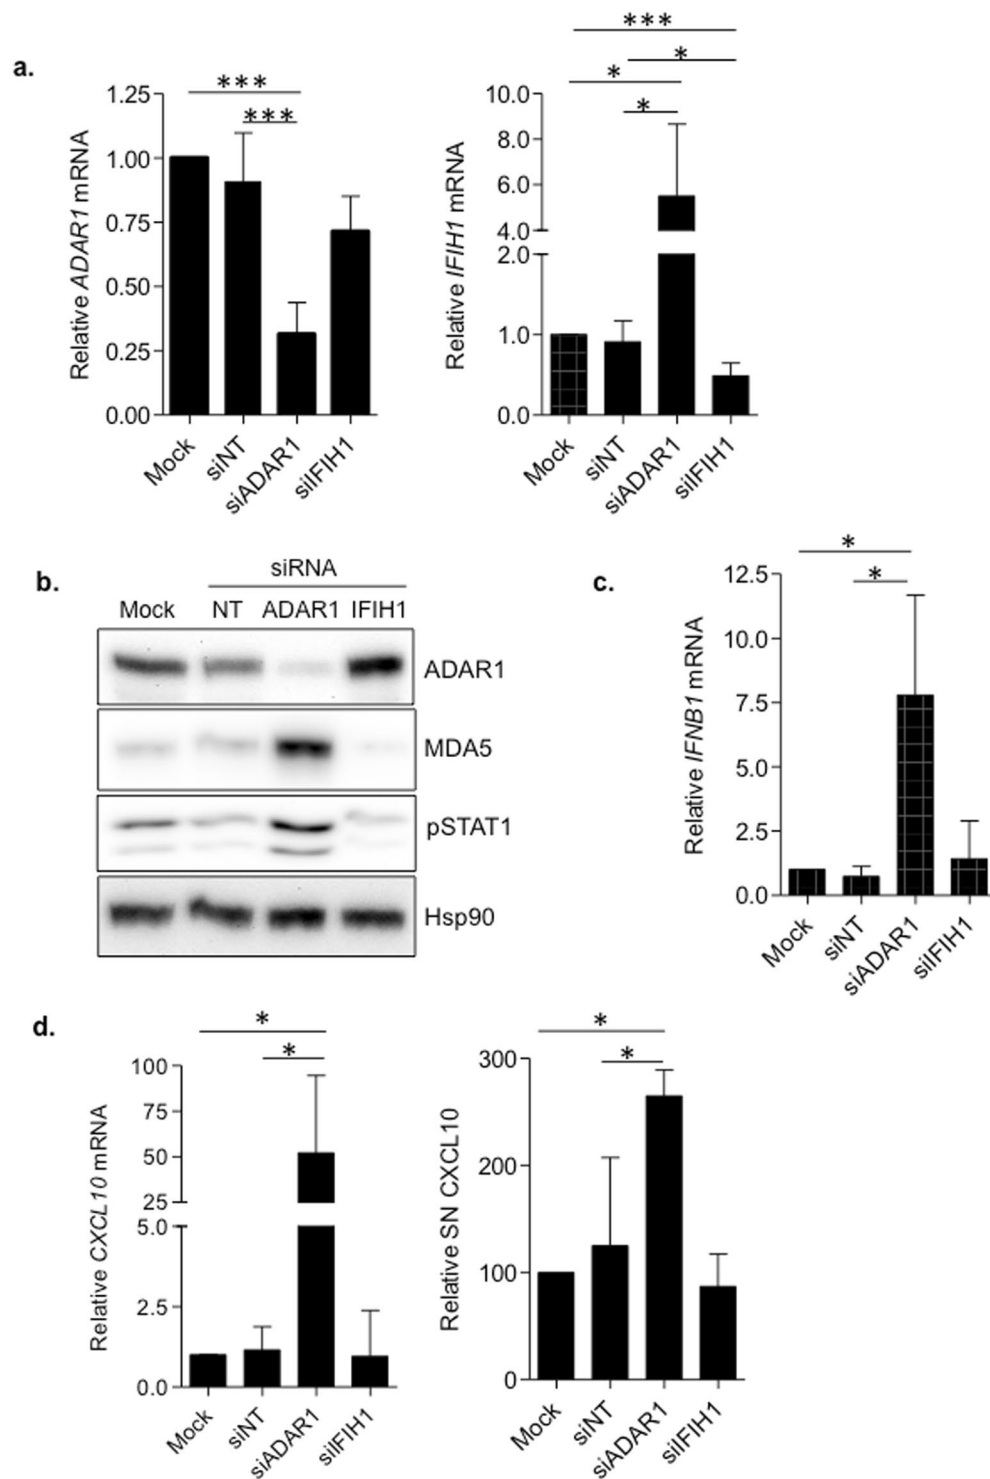 a.
***
***
Relative ADAR1 mRNA
1.25
1.00
0.75
0.50
0.25
0.00
Mock
siNT
siADAR1
siIFIH1
***
*
*
*
Relative IFIH1 mRNA
10.0
8.0
6.0
4.0
2.0
1.0
0.0
Mock
siNT
siADAR1
siIFIH1
b.
siRNA
Mock NT ADAR1 IFIH1
ADAR1
MDA5
pSTAT1
Hsp90
c.
*
*
Relative IFNB1 mRNA
12.5
10.0
7.5
5.0
2.5
0.0
Mock
siNT
siADAR1
siIFIH1
d.
*
*
Relative CXCL10 mRNA
100
75
50
25
5.0
2.5
0.0
Mock
siNT
siADAR1
siIFIH1
*
*
Relative SN CXCL10
300
200
100
0
Mock
siNT
siADAR1
siIFIH1